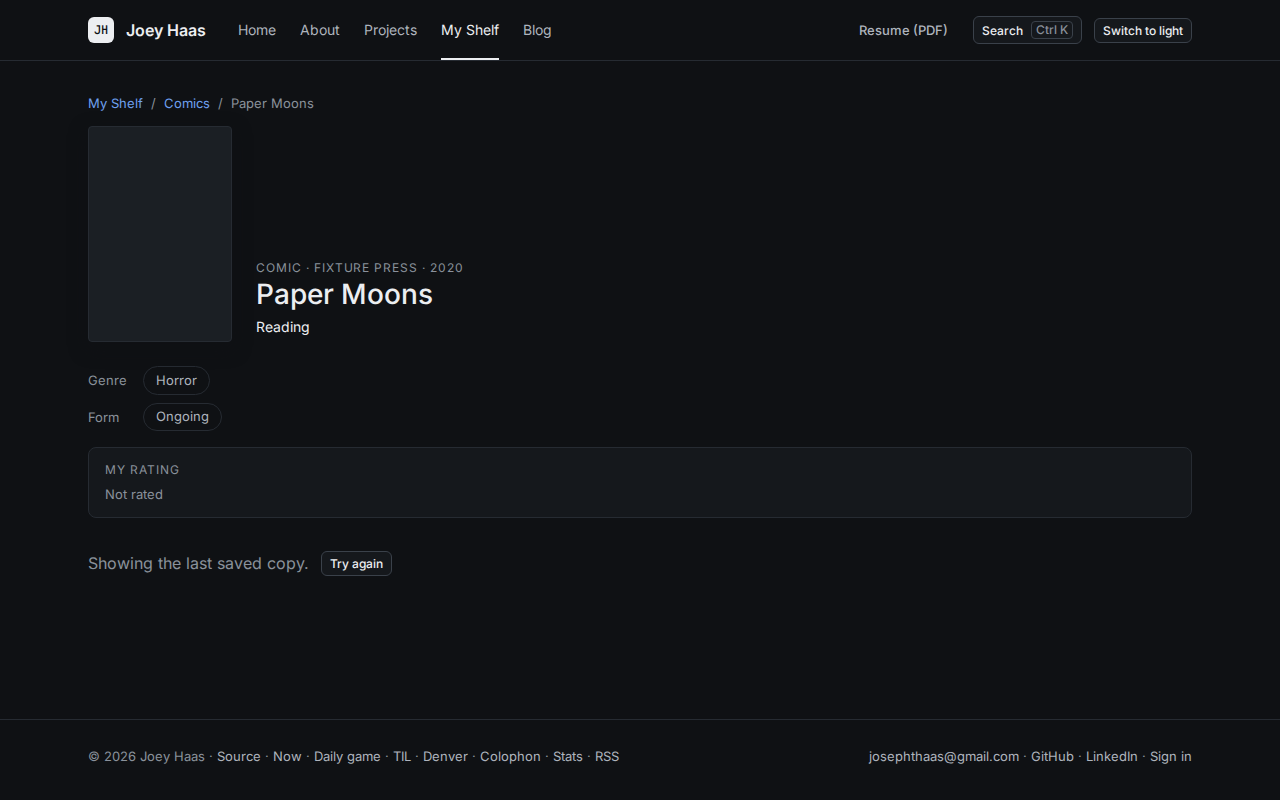 JH Joey Haas Home About Projects My Shelf Blog Resume (PDF) Search Ctrl K Switch to light
My Shelf / Comics / Paper Moons
COMIC · FIXTURE PRESS · 2020
Paper Moons
Reading
Genre Horror
Form Ongoing
MY RATING
Not rated
Showing the last saved copy. Try again
© 2026 Joey Haas · Source · Now · Daily game · TIL · Denver · Colophon · Stats · RSS josephthaas@gmail.com · GitHub · LinkedIn · Sign in